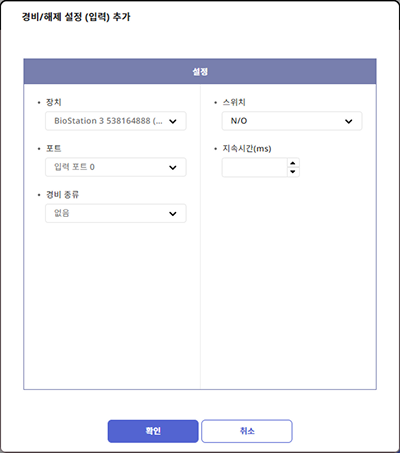 경비/해제 설정 (입력) 추가
설정
• 장치
BioStation 3 538164888 (...
• 포트
입력 포트 0
• 경비 종류
없음
• 스위치
N/O
• 지속시간(ms)
확인
취소